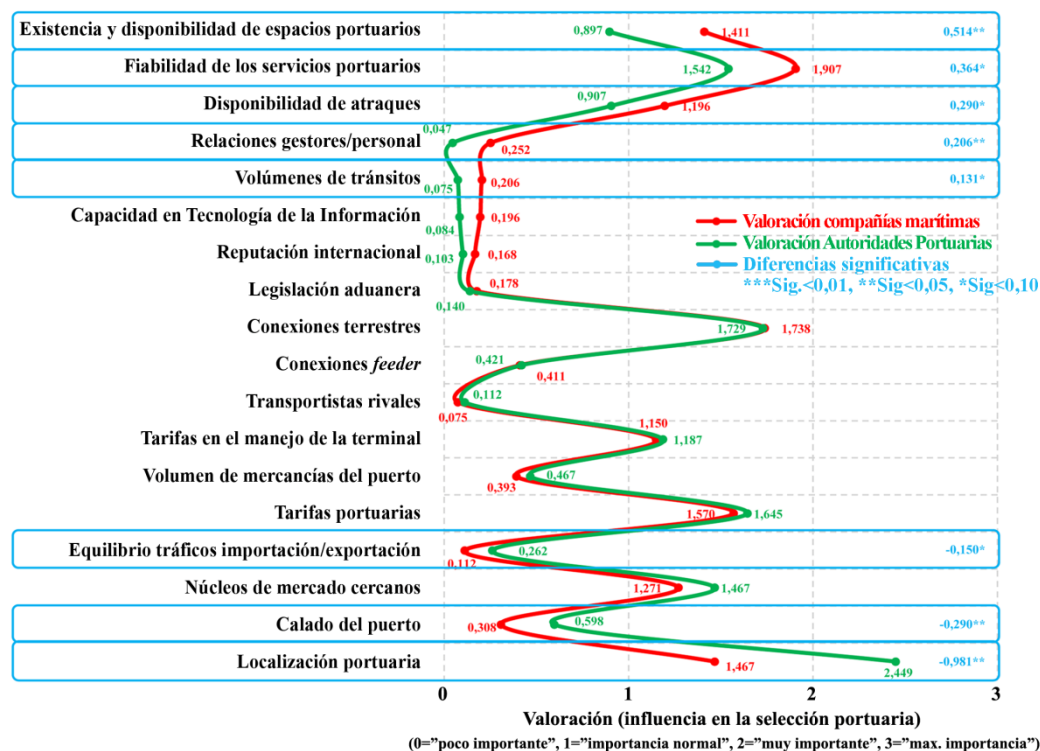 Existencia y disponibilidad de espacios portuarios 0,897 1,411 0,514**
Fiabilidad de los servicios portuarios 1,542 1,907 0,364*
Disponibilidad de atraques 0,907 1,196 0,290*
Relaciones gestores/personal 0,047 0,252 0,206**
Volúmenes de tránsitos 0,075 0,206 0,131*
Capacidad en Tecnología de la Información 0,084 0,196
Valoración compañías marítimas
Valoración Autoridades Portuarias
Diferencias significativas
***Sig.<0,01, **Sig<0,05, *Sig<0,10
Reputación internacional 0,103 0,168
Legislación aduanera 0,140 0,178
Conexiones terrestres 1,729 1,738
Conexiones feeder 0,421 0,411
Transportistas rivales 0,075 0,112
Tarifas en el manejo de la terminal 1,150 1,187
Volumen de mercancías del puerto 0,393 0,467
Tarifas portuarias 1,570 1,645
Equilibrio tráficos importación/exportación 0,112 0,262 -0,150*
Núcleos de mercado cercanos 1,271 1,467
Calado del puerto 0,308 0,598 -0,290**
Localización portuaria 1,467 2,449 -0,981**
0 1 2 3
Valoración (influencia en la selección portuaria)
(0="poco importante", 1="importancia normal", 2="muy importante", 3="max. importancia")